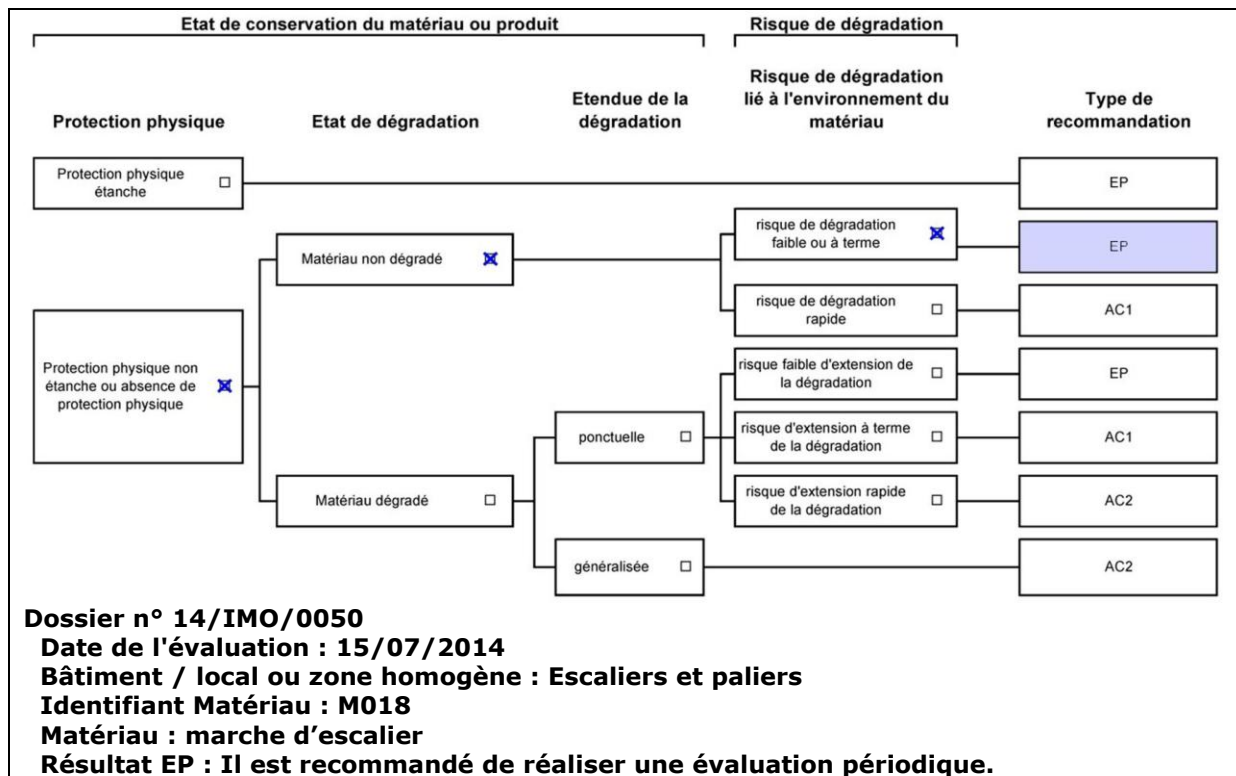 Etat de conservation du matériau ou produit
Risque de dégradation
Protection physique
Etat de dégradation
Etendue de la
dégradation
Risque de dégradation
lié à l'environnement du
matériau
Type de
recommandation
Protection physique
étanche
EP
risque de dégradation
faible ou à terme
EP
Matériau non dégradé
risque de dégradation
rapide
AC1
Protection physique non
étanche ou absence de
protection physique
risque faible d'extension de
la dégradation
EP
ponctuelle
risque d'extension à terme
de la dégradation
AC1
Matériau dégradé
risque d'extension rapide
de la dégradation
AC2
généralisée
AC2
Dossier n° 14/IMO/0050
Date de l'évaluation : 15/07/2014
Bâtiment / local ou zone homogène : Escaliers et paliers
Identifiant Matériau : M018
Matériau : marche d’escalier
Résultat EP : Il est recommandé de réaliser une évaluation périodique.